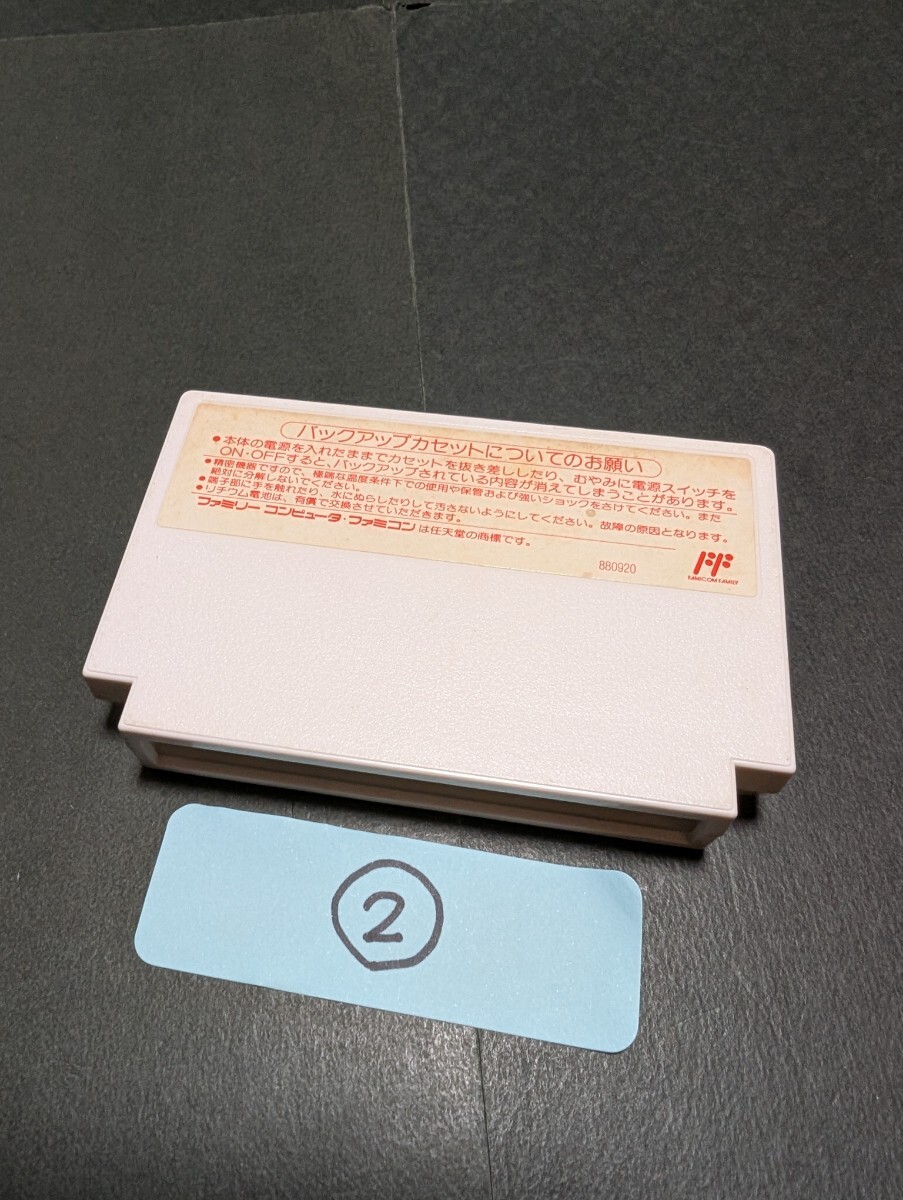 バックアップカセットについてのお願い
●本体の電源を入れたままでカセットを抜き差ししたり、むやみに電源スイッチを
ON・OFFすると、バックアップされている内容が消えてしまうことがあります。
●精密機器ですので、極端な温度条件下での使用や保管および強いショックをさけてください。また
絶対に分解しないでください。
●端子部に手を触れたり、水にぬらしたりして汚さないようにしてください。故障の原因となります。
●リチウム電池は、有償で交換させていただきます。
ファミリーコンピュータ・ファミコンは任天堂の商標です。
880920
FAMICOM FAMILY
2